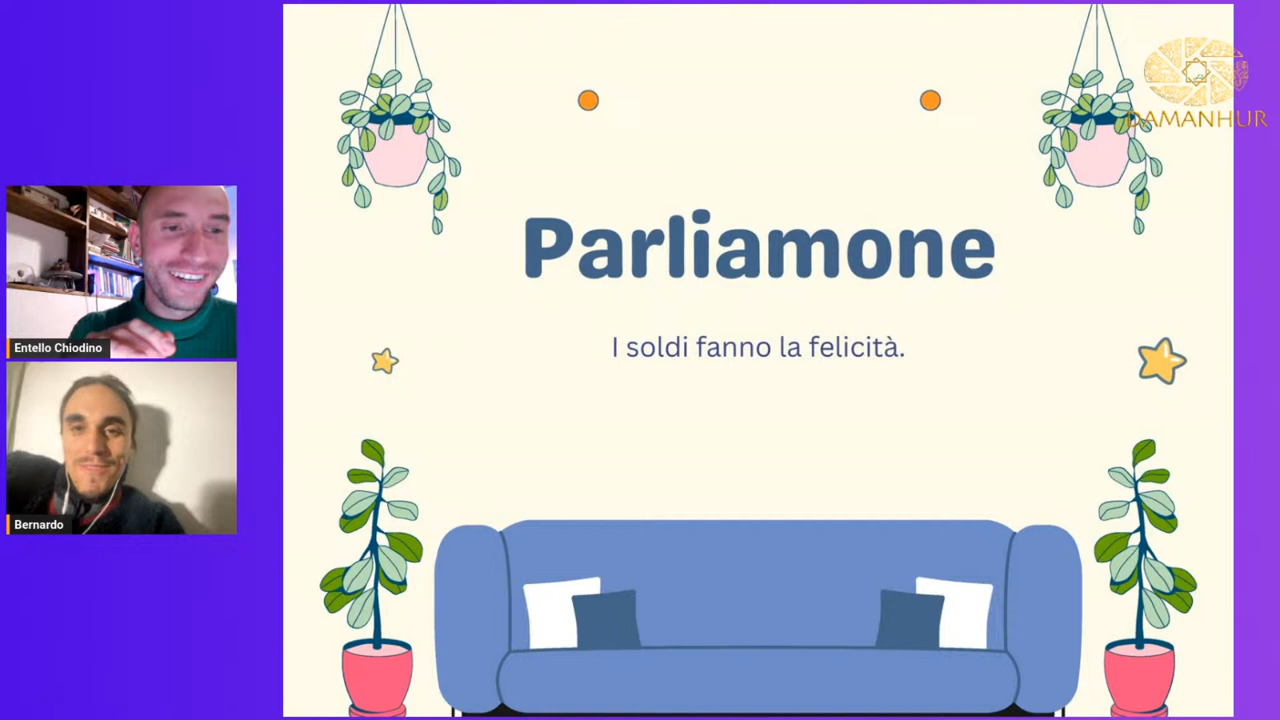 DAMANHUR
Parliamone
I soldi fanno la felicità.
Entello Chiodino
Bernardo